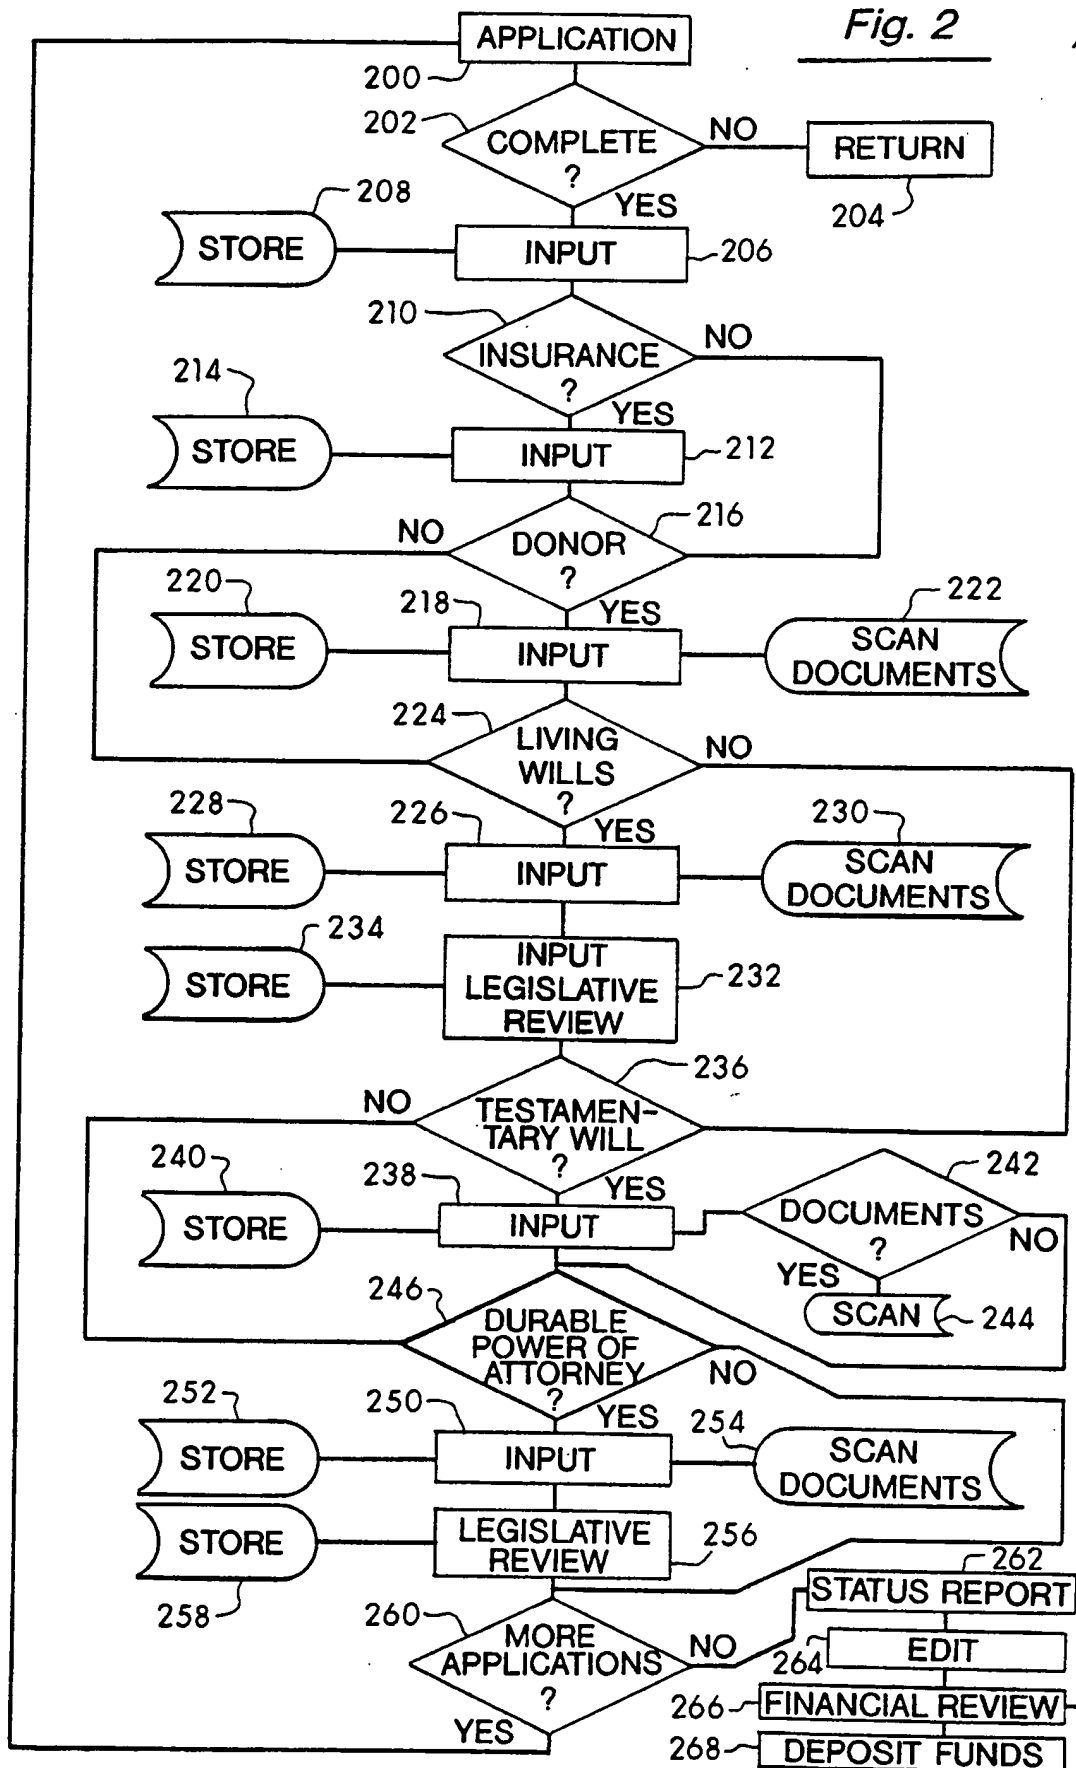 Fig. 2
APPLICATION
200
202
COMPLETE
?
NO
RETURN
204
YES
208
STORE
INPUT
206
210
INSURANCE
?
NO
YES
214
STORE
INPUT
212
216
NO
DONOR
?
YES
220
STORE
218
INPUT
222
SCAN
DOCUMENTS
224
LIVING
WILLS
?
NO
YES
228
STORE
226
INPUT
230
SCAN
DOCUMENTS
234
STORE
INPUT
LEGISLATIVE
REVIEW
232
236
NO
TESTAMEN-
TARY WILL
?
YES
240
STORE
238
INPUT
242
DOCUMENTS
?
NO
YES
SCAN
244
246
DURABLE
POWER OF
ATTORNEY
?
NO
YES
252
STORE
250
INPUT
254
SCAN
DOCUMENTS
STORE
258
LEGISLATIVE
REVIEW
256
260
MORE
APPLICATIONS
?
NO
YES
262
STATUS REPORT
264
EDIT
266
FINANCIAL REVIEW
268
DEPOSIT FUNDS